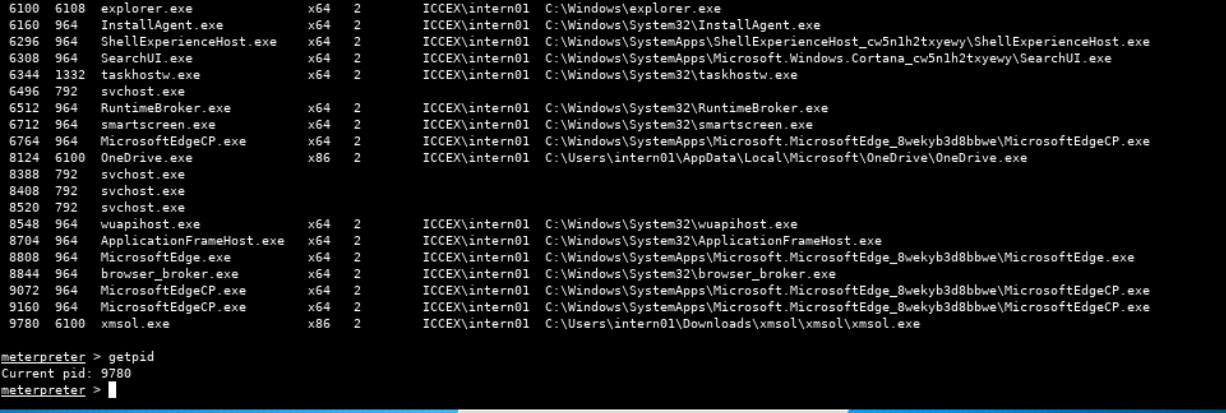 6100 6108 explorer.exe x64 2 ICCEX\intern01 C:\Windows\explorer.exe
6160 964 InstallAgent.exe x64 2 ICCEX\intern01 C:\Windows\System32\InstallAgent.exe
6296 964 ShellExperienceHost.exe x64 2 ICCEX\intern01 C:\Windows\SystemApps\ShellExperienceHost_cw5n1h2txyewy\ShellExperienceHost.exe
6308 964 SearchUI.exe x64 2 ICCEX\intern01 C:\Windows\SystemApps\Microsoft.Windows.Cortana_cw5n1h2txyewy\SearchUI.exe
6344 1332 taskhostw.exe x64 2 ICCEX\intern01 C:\Windows\System32\taskhostw.exe
6496 792 svchost.exe
6512 964 RuntimeBroker.exe x64 2 ICCEX\intern01 C:\Windows\System32\RuntimeBroker.exe
6712 964 smartscreen.exe x64 2 ICCEX\intern01 C:\Windows\System32\smartscreen.exe
6764 964 MicrosoftEdgeCP.exe x64 2 ICCEX\intern01 C:\Windows\SystemApps\Microsoft.MicrosoftEdge_8wekyb3d8bbwe\MicrosoftEdgeCP.exe
8124 6100 OneDrive.exe x86 2 ICCEX\intern01 C:\Users\intern01\AppData\Local\Microsoft\OneDrive\OneDrive.exe
8388 792 svchost.exe
8408 792 svchost.exe
8520 792 svchost.exe
8548 964 wuapihost.exe x64 2 ICCEX\intern01 C:\Windows\System32\wuapihost.exe
8704 964 ApplicationFrameHost.exe x64 2 ICCEX\intern01 C:\Windows\System32\ApplicationFrameHost.exe
8808 964 MicrosoftEdge.exe x64 2 ICCEX\intern01 C:\Windows\SystemApps\Microsoft.MicrosoftEdge_8wekyb3d8bbwe\MicrosoftEdge.exe
8844 964 browser_broker.exe x64 2 ICCEX\intern01 C:\Windows\System32\browser_broker.exe
9072 964 MicrosoftEdgeCP.exe x64 2 ICCEX\intern01 C:\Windows\SystemApps\Microsoft.MicrosoftEdge_8wekyb3d8bbwe\MicrosoftEdgeCP.exe
9160 964 MicrosoftEdgeCP.exe x64 2 ICCEX\intern01 C:\Windows\SystemApps\Microsoft.MicrosoftEdge_8wekyb3d8bbwe\MicrosoftEdgeCP.exe
9780 6100 xmsol.exe x86 2 ICCEX\intern01 C:\Users\intern01\Downloads\xmsol\xmsol\xmsol.exe
meterpreter > getpid
Current pid: 9780
meterpreter >